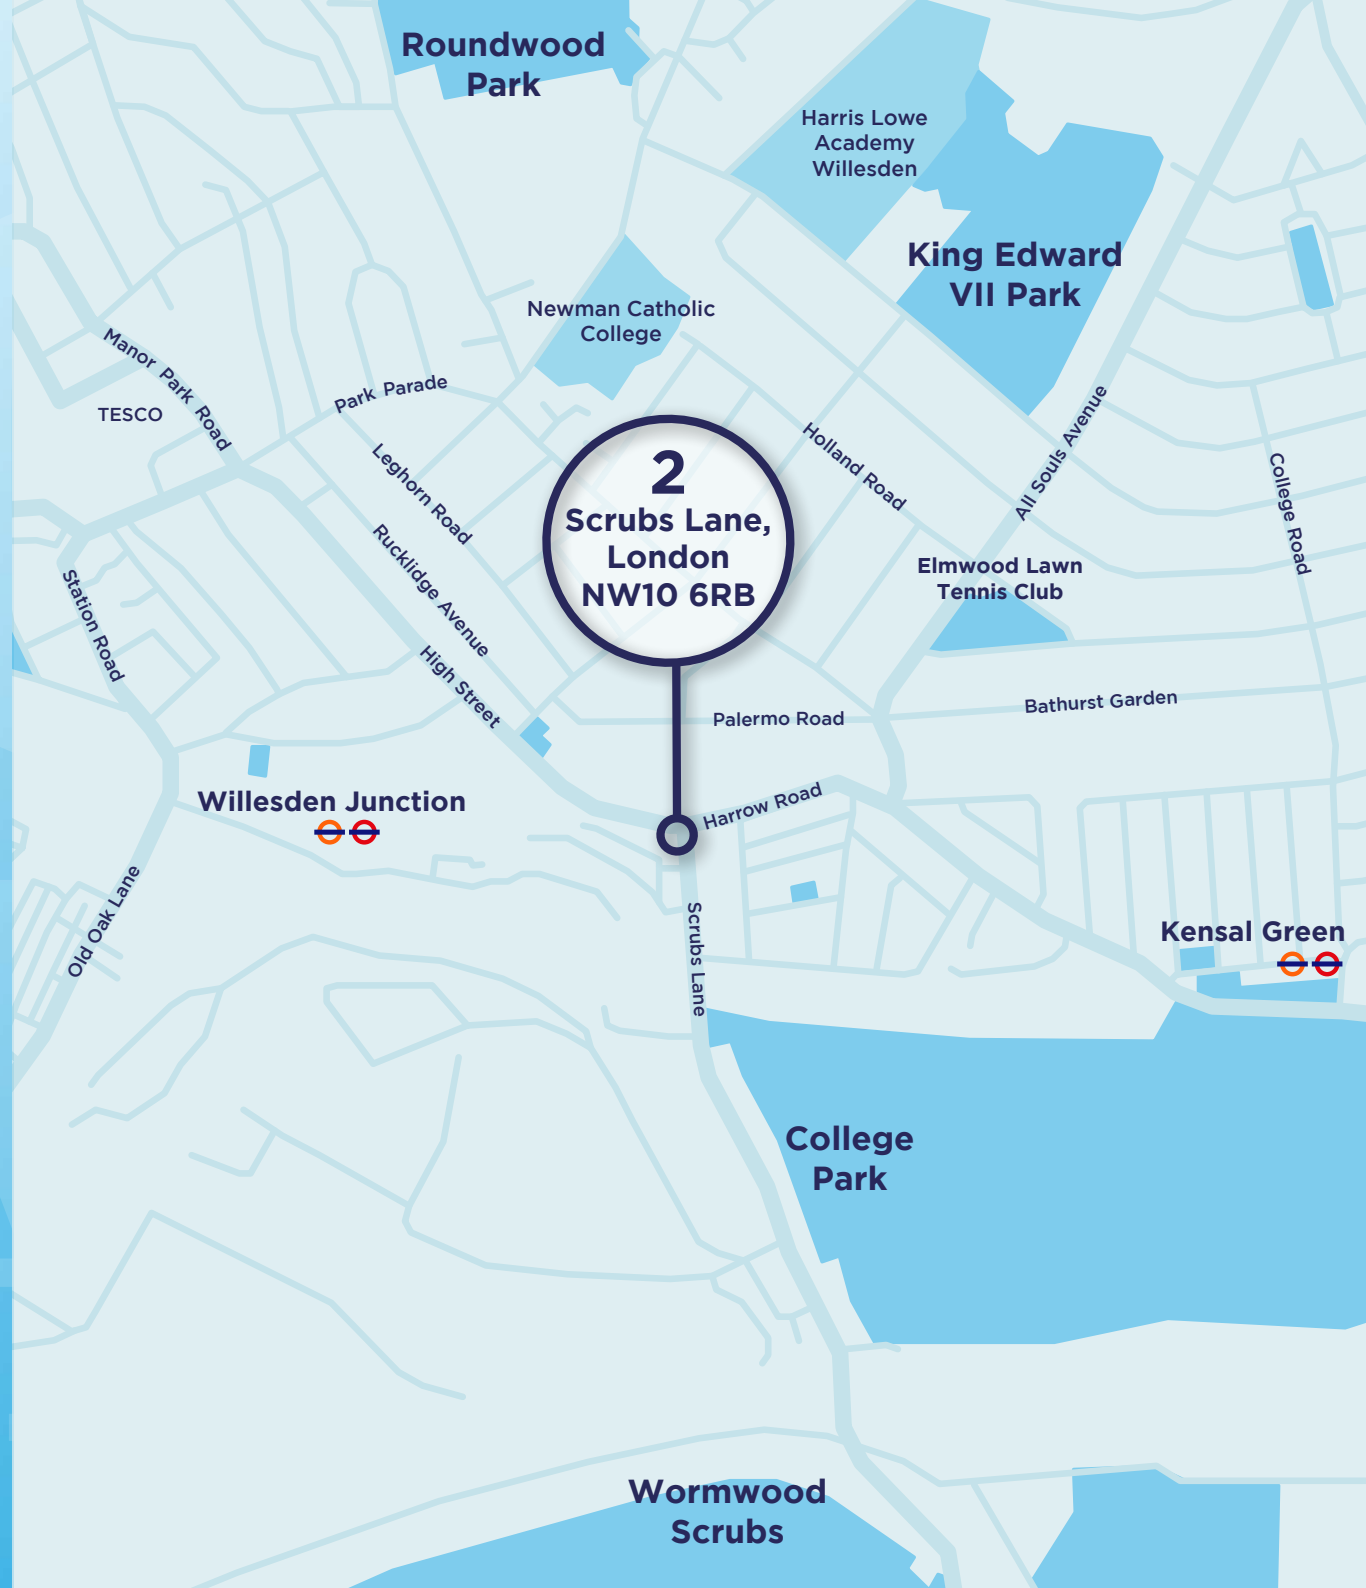 Roundwood
Park
Harris Lowe
Academy
Willesden
King Edward
VII Park
Newman Catholic
College
Manor Park Road
Park Parade
TESCO
Leghorn Road
Holland Road
All Souls Avenue
College Road
2
Scrubs Lane,
London
NW10 6RB
Rucklidge Avenue
Elmwood Lawn
Tennis Club
Station Road
High Street
Palermo Road
Bathurst Garden
Willesden Junction
Harrow Road
Old Oak Lane
Scrubs Lane
Kensal Green
College
Park
Wormwood
Scrubs